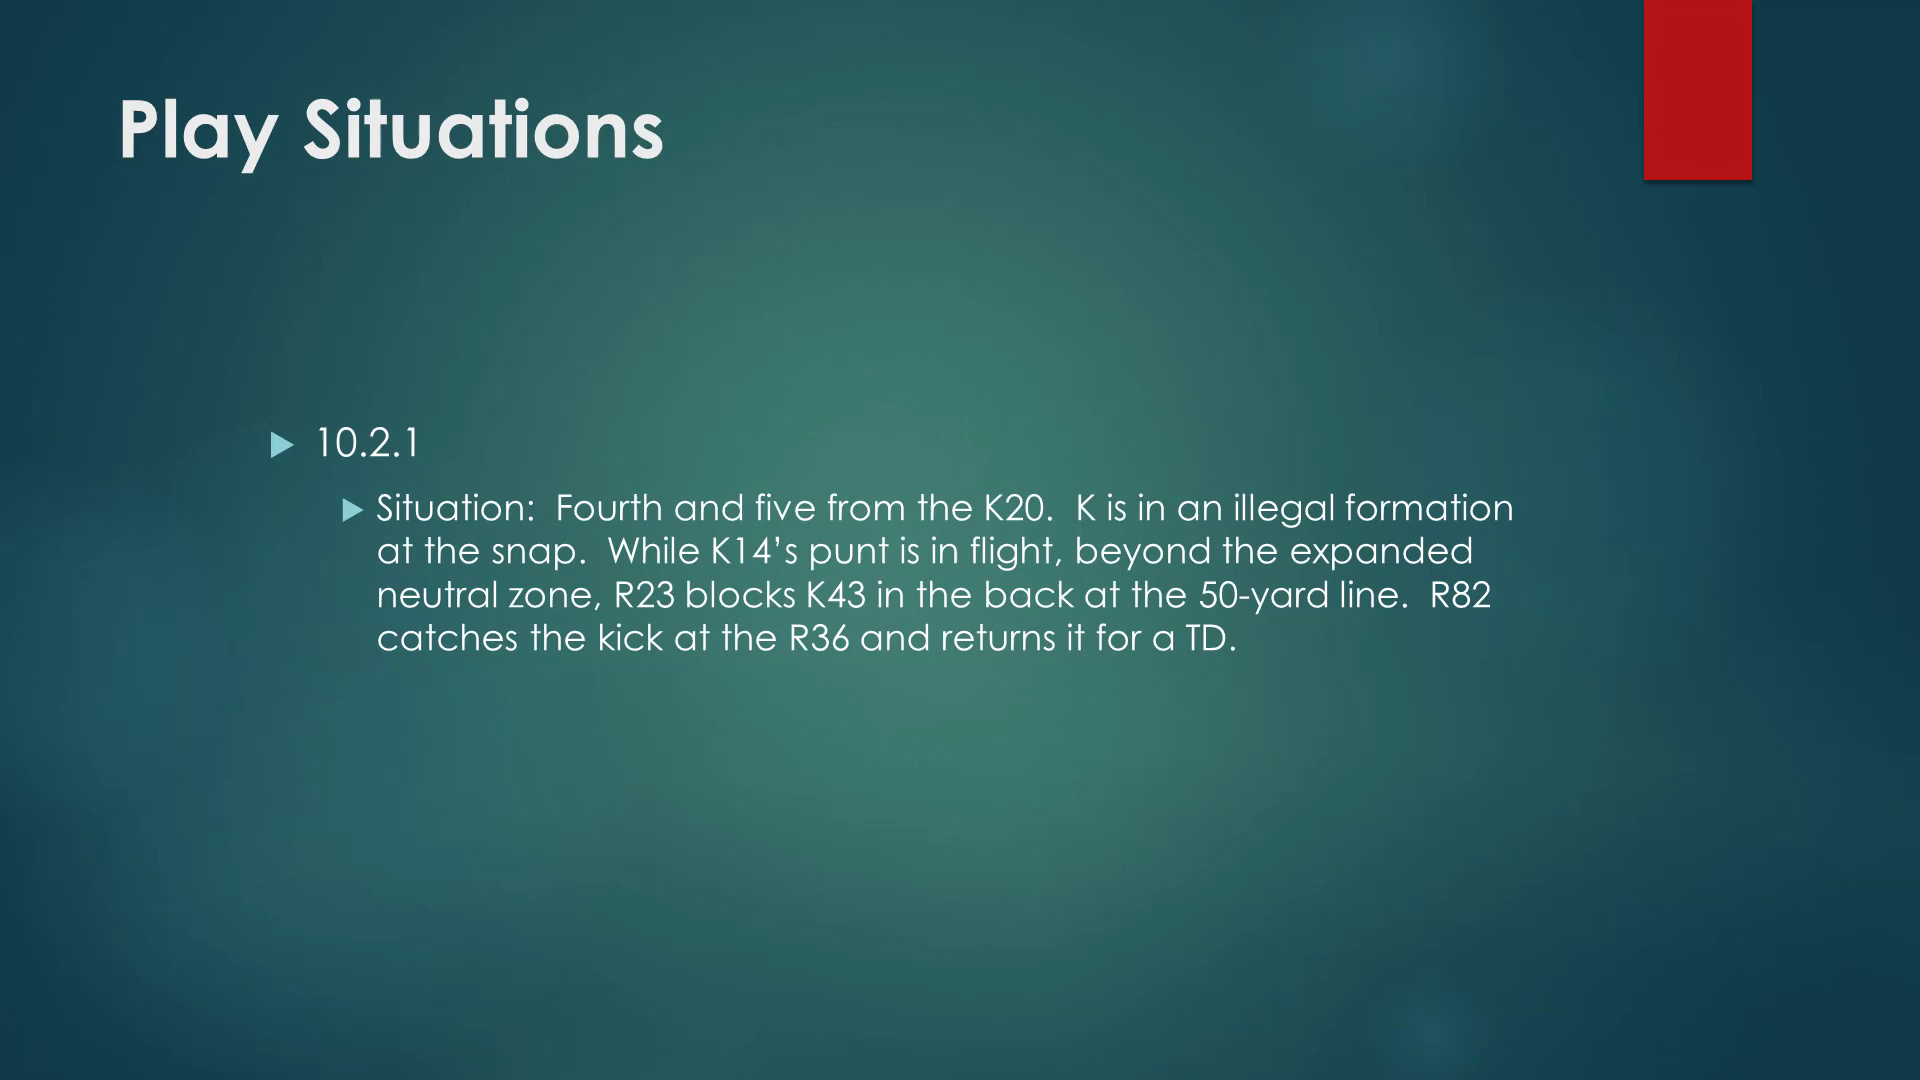 Play Situations
10.2.1
Situation:  Fourth and five from the K20.  K is in an illegal formation
at the snap.  While K14’s punt is in flight, beyond the expanded
neutral zone, R23 blocks K43 in the back at the 50-yard line.  R82
catches the kick at the R36 and returns it for a TD.